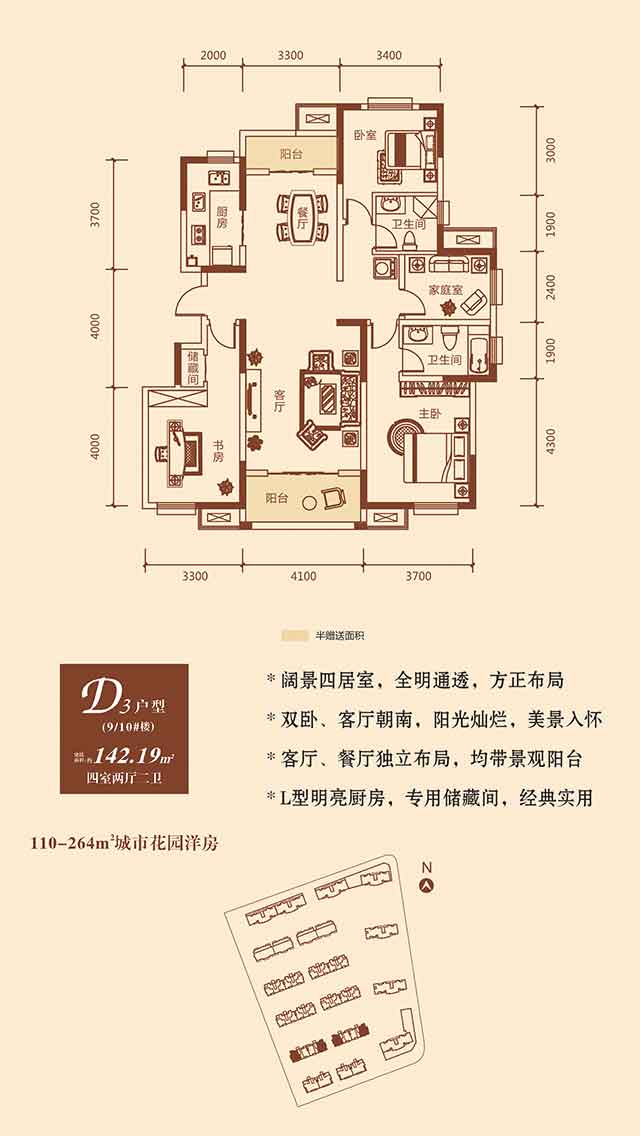 2000 3300 3400
3700
4000
4000
3000
1900
2400
1900
4300
阳台
卧室
厨房
餐厅
卫生间
家庭室
储藏间
卫生间
客厅
主卧
书房
阳台
3300 4100 3700
半赠送面积
D3户型
(9/10#楼)
建筑面积:约142.19m²
四室两厅二卫
* 阔景四居室，全明通透，方正布局
* 双卧、客厅朝南，阳光灿烂，美景入怀
* 客厅、餐厅独立布局，均带景观阳台
* L型明亮厨房，专用储藏间，经典实用
110-264m²城市花园洋房
N